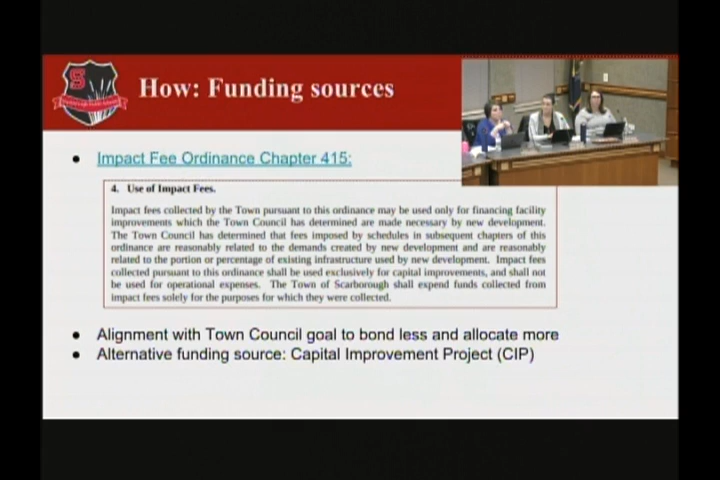 S
How: Funding sources
Impact Fee Ordinance Chapter 415:
4. Use of Impact Fees.
Impact fees collected by the Town pursuant to this ordinance may be used only for financing facility
improvements which the Town Council has determined are made necessary by new development.
The Town Council has determined that fees imposed by schedules in subsequent chapters of this
ordinance are reasonably related to the demands created by new development and are reasonably
related to the portion or percentage of existing infrastructure used by new development. Impact fees
collected pursuant to this ordinance shall be used exclusively for capital improvements, and shall not
be used for operational expenses. The Town of Scarborough shall expend funds collected from
impact fees solely for the purposes for which they were collected.
Alignment with Town Council goal to bond less and allocate more
Alternative funding source: Capital Improvement Project (CIP)